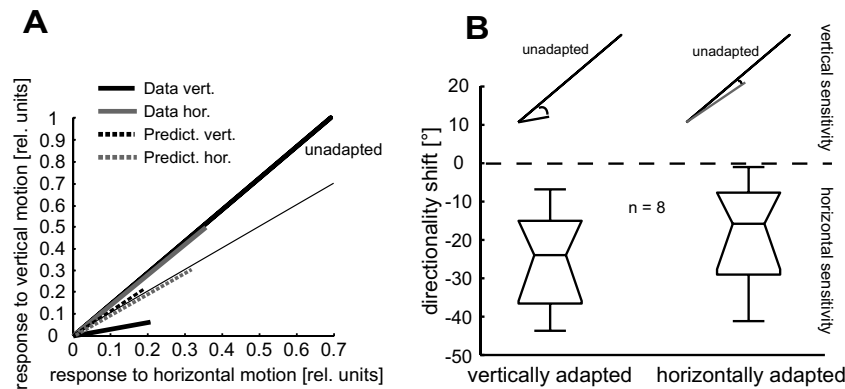 A
Data vert.
Data hor.
Predict. vert.
Predict. hor.
unadapted
response to vertical motion [rel. units]
1
0.9
0.8
0.7
0.6
0.5
0.4
0.3
0.2
0.1
0
0 0.1 0.2 0.3 0.4 0.5 0.6 0.7
response to horizontal motion [rel. units]
B
unadapted
unadapted
directionality shift [°]
20
10
0
-10
-20
-30
-40
-50
n = 8
vertical sensitivity
horizontal sensitivity
vertically adapted
horizontally adapted